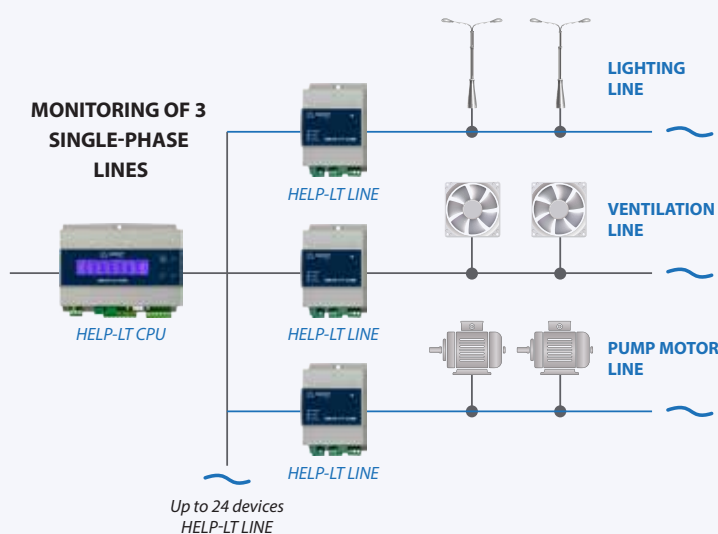 MONITORING OF 3
SINGLE-PHASE
LINES
HELP-LT CPU
HELP-LT LINE
LIGHTING
LINE
HELP-LT LINE
VENTILATION
LINE
HELP-LT LINE
PUMP MOTOR
LINE
Up to 24 devices
HELP-LT LINE